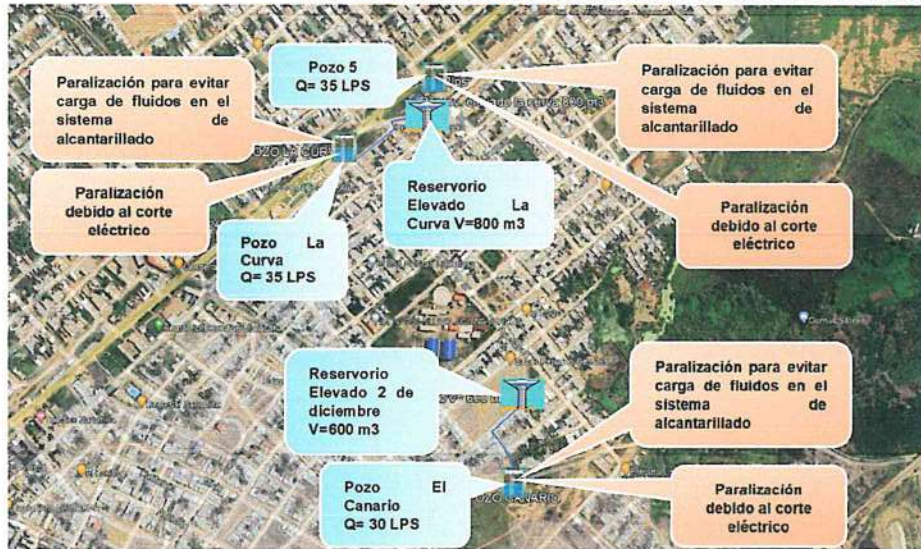 Paralización para evitar
carga de fluidos en el
sistema de
alcantarillado
Pozo 5
Q= 35 LPS
Paralización para evitar
carga de fluidos en el
sistema de
alcantarillado
Paralización
debido al corte
eléctrico
Pozo La
Curva
Q= 35 LPS
Reservorio
Elevado La
Curva V=800 m3
Paralización
debido al corte
eléctrico
Reservorio
Elevado 2 de
diciembre
V=600 m3
Paralización para evitar
carga de fluidos en el
sistema de
alcantarillado
Pozo El
Canario
Q= 30 LPS
OZO CANARIO
Paralización
debido al corte
eléctrico